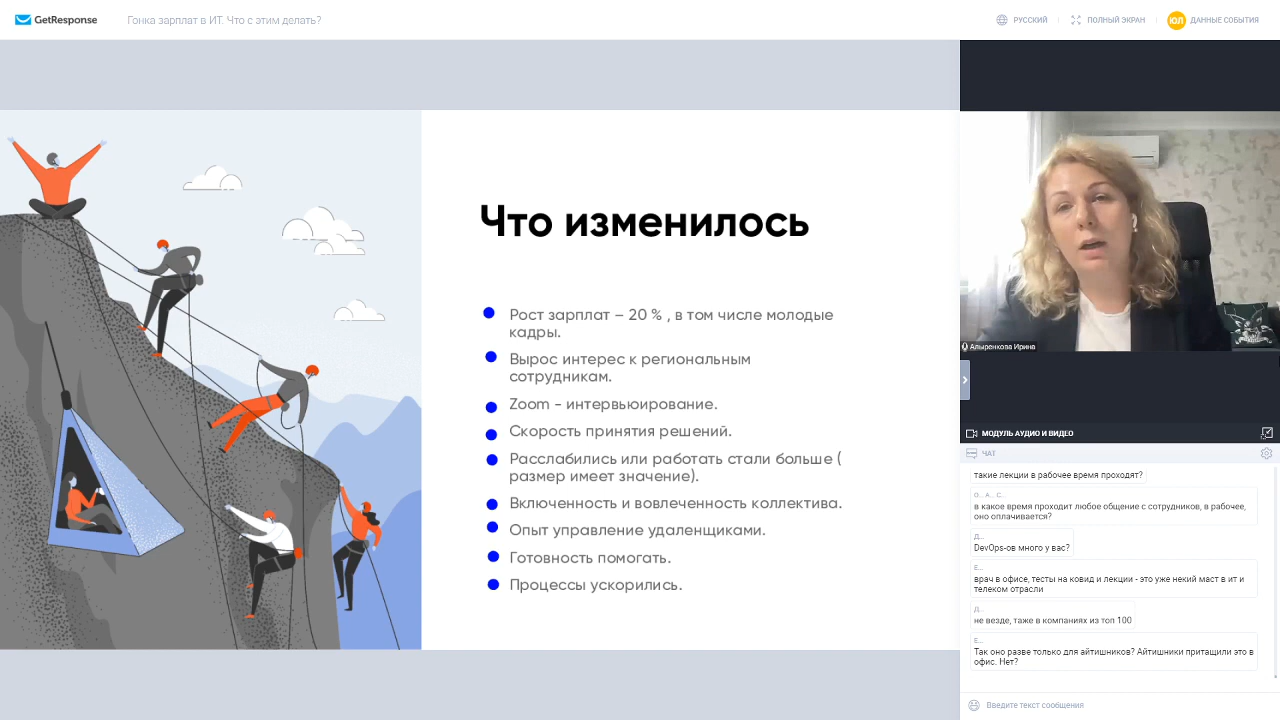 GetResponse
Гонка зарплат в ИТ. Что с этим делать?
РУССКИЙ
ПОЛНЫЙ ЭКРАН
ЮЛ
ДАННЫЕ СОБЫТИЯ
Что изменилось
Рост зарплат – 20 % , в том числе молодые
кадры.
Вырос интерес к региональным
сотрудникам.
Zoom - интервьюирование.
Скорость принятия решений.
Расслабились или работать стали больше (
размер имеет значение).
Включенность и вовлеченность коллектива.
Опыт управление удаленщиками.
Готовность помогать.
Процессы ускорились.
Алыренкова Ирина
МОДУЛЬ АУДИО И ВИДЕО
ЧАТ
такие лекции в рабочее время проходят?
О... А... С...
в какое время проходит любое общение с сотрудников, в рабочее,
оно оплачивается?
Д...
DevOps-ов много у вас?
Е...
врач в офисе, тесты на ковид и лекции - это уже некий маст в ит и
телеком отрасли
Д...
не везде, таже в компаниях из топ 100
Е...
Так оно разве только для айтишников? Айтишники притащили это в
офис. Нет?
Введите текст сообщения